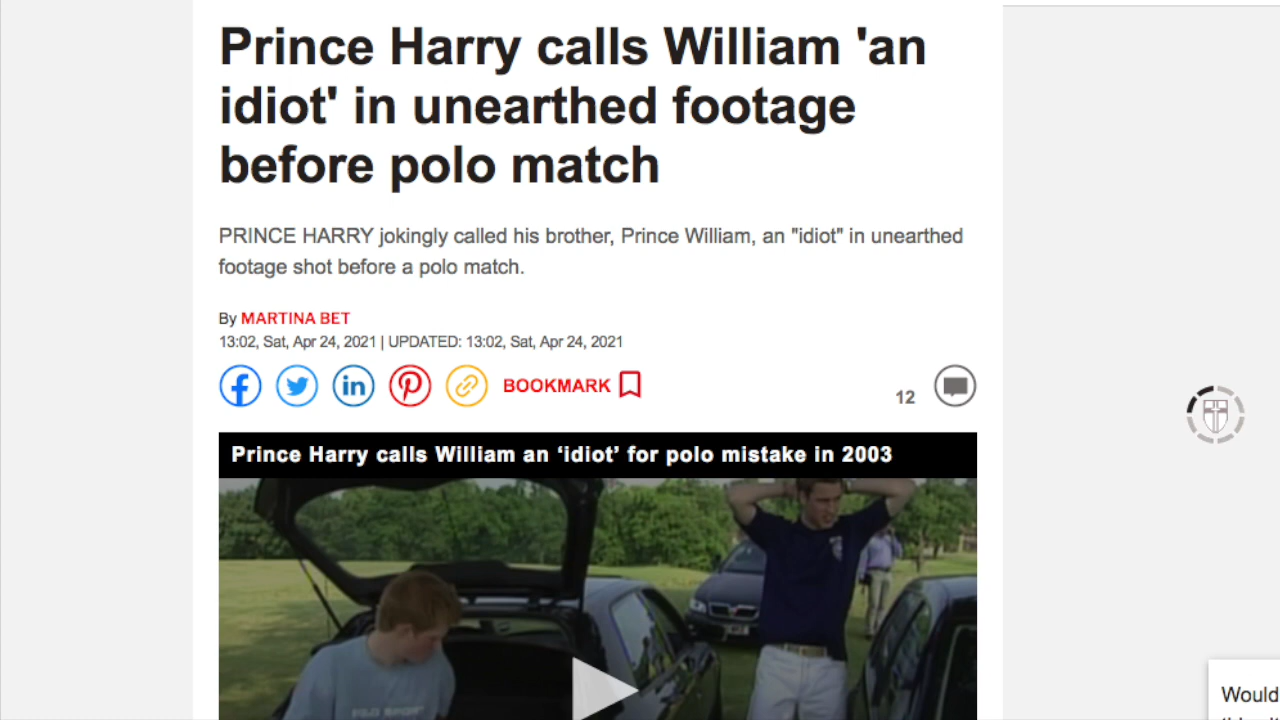 Prince Harry calls William 'an
idiot' in unearthed footage
before polo match
PRINCE HARRY jokingly called his brother, Prince William, an "idiot" in unearthed
footage shot before a polo match.
By MARTINA BET
13:02, Sat, Apr 24, 2021 | UPDATED: 13:02, Sat, Apr 24, 2021
BOOKMARK
12
Prince Harry calls William an ‘idiot’ for polo mistake in 2003
POLO SPORT
Would